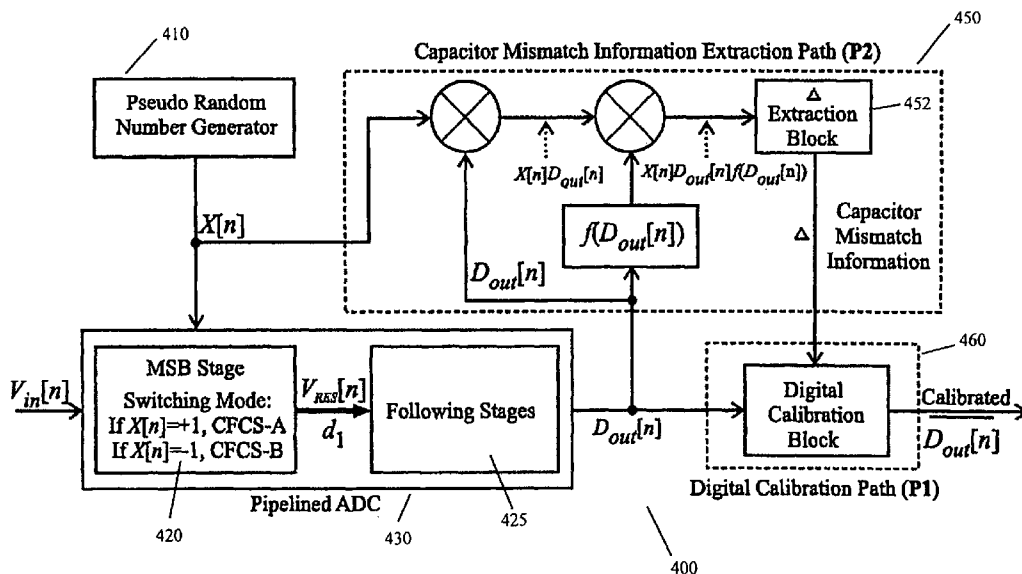 410
450
Capacitor Mismatch Information Extraction Path (P2)
Pseudo Random
Number Generator
Δ
Extraction
Block
452
X[n]D_out[n]
X[n]D_out[n]f(D_out[n])
X[n]
f(D_out[n])
Δ
Capacitor
Mismatch
Information
D_out[n]
460
V_in[n]
MSB Stage
Switching Mode:
If X[n]=+1, CFCS-A
If X[n]=-1, CFCS-B
V_RES[n]
d_1
Following Stages
D_out[n]
Digital
Calibration
Block
Calibrated
D_out[n]
Pipelined ADC
Digital Calibration Path (P1)
420
430
425
400